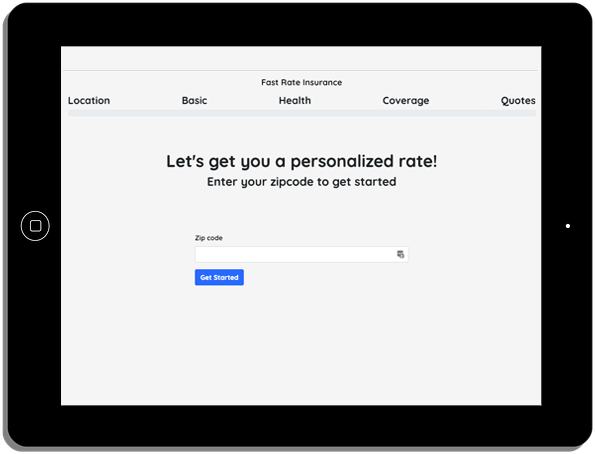 Fast Rate Insurance
Location Basic Health Coverage Quotes
Let's get you a personalized rate!
Enter your zipcode to get started
Zip code
Get Started